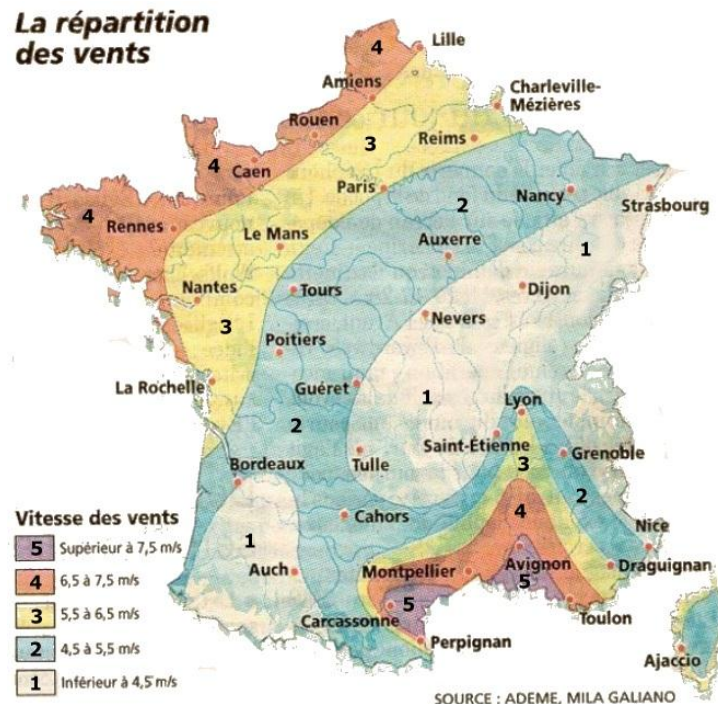 La répartition
des vents
4
Lille
Amiens
Charleville-
Mézières
Rouen
3
Reims
4
Caen
Paris
2
Nancy
Strasbourg
4
Rennes
Le Mans
Auxerre
1
Nantes
Tours
Dijon
Nevers
3
Poitiers
La Rochelle
Guéret
1
Lyon
2
Saint-Étienne
Grenoble
Tulle
3
Bordeaux
2
Vitesse des vents
Cahors
4
Nice
5 Supérieur à 7,5 m/s
1
4 6,5 à 7,5 m/s
Auch
Montpellier
Avignon
Draguignan
5
3 5,5 à 6,5 m/s
5
Carcassonne
Toulon
2 4,5 à 5,5 m/s
Perpignan
Ajaccio
1 Inférieur à 4,5 m/s
SOURCE : ADEME, MILA GALIANO